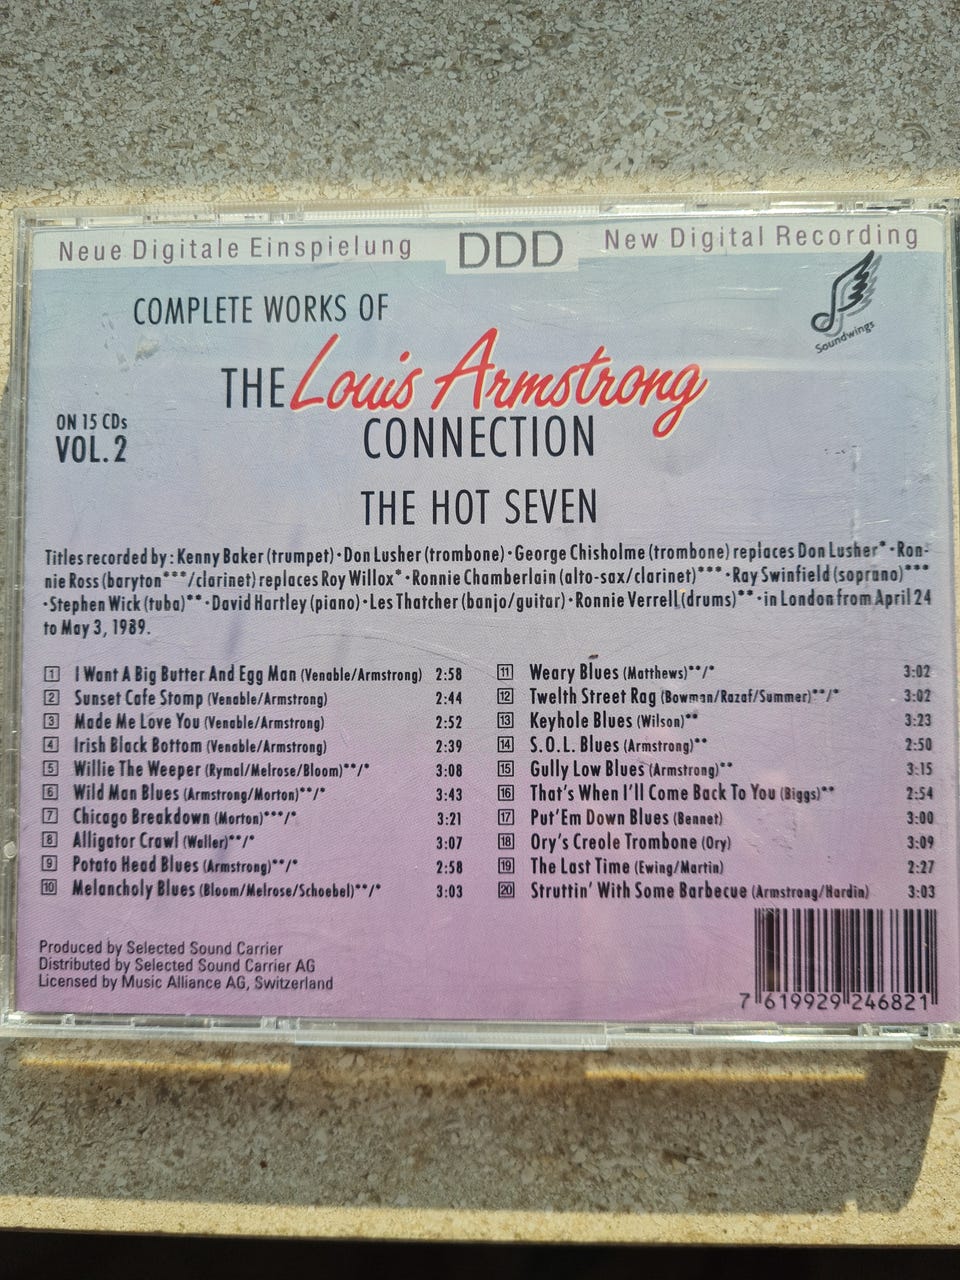 Neue Digitale Einspielung
DDD
New Digital Recording
Soundwings
COMPLETE WORKS OF
THE Louis Armstrong
CONNECTION
ON 15 CDs
VOL. 2
THE HOT SEVEN
Titles recorded by: Kenny Baker (trumpet)·Don Lusher (trombone)·George Chisholme (trombone) replaces Don Lusher*·Ron-
nie Ross (baryton***/clarinet) replaces Roy Willox*·Ronnie Chamberlain (alto-sax/clarinet)***·Ray Swinfield (soprano)***
·Stephen Wick (tuba)**·David Hartley (piano)·Les Thatcher (banjo/guitar)·Ronnie Verrell (drums)**·in London from April 24
to May 3, 1989.
1 I Want A Big Butter And Egg Man (Venable/Armstrong) 2:58
2 Sunset Cafe Stomp (Venable/Armstrong) 2:44
3 Made Me Love You (Venable/Armstrong) 2:52
4 Irish Black Bottom (Venable/Armstrong) 2:39
5 Willie The Weeper (Rymal/Melrose/Bloom)**/* 3:08
6 Wild Man Blues (Armstrong/Morton)**/* 3:43
7 Chicago Breakdown (Morton)***/* 3:21
8 Alligator Crawl (Waller)**/* 3:07
9 Potato Head Blues (Armstrong)**/* 2:58
10 Melancholy Blues (Bloom/Melrose/Schoebel)**/* 3:03
11 Weary Blues (Matthews)**/* 3:02
12 Twelth Street Rag (Bowman/Razaf/Summer)**/* 3:02
13 Keyhole Blues (Wilson)** 3:23
14 S.O.L. Blues (Armstrong)** 2:50
15 Gully Low Blues (Armstrong)** 3:15
16 That's When I'll Come Back To You (Biggs)** 2:54
17 Put'Em Down Blues (Bennet) 3:00
18 Ory's Creole Trombone (Ory) 3:09
19 The Last Time (Ewing/Martin) 2:27
20 Struttin' With Some Barbecue (Armstrong/Hardin) 3:03
Produced by Selected Sound Carrier
Distributed by Selected Sound Carrier AG
Licensed by Music Alliance AG, Switzerland
7 619929 246821